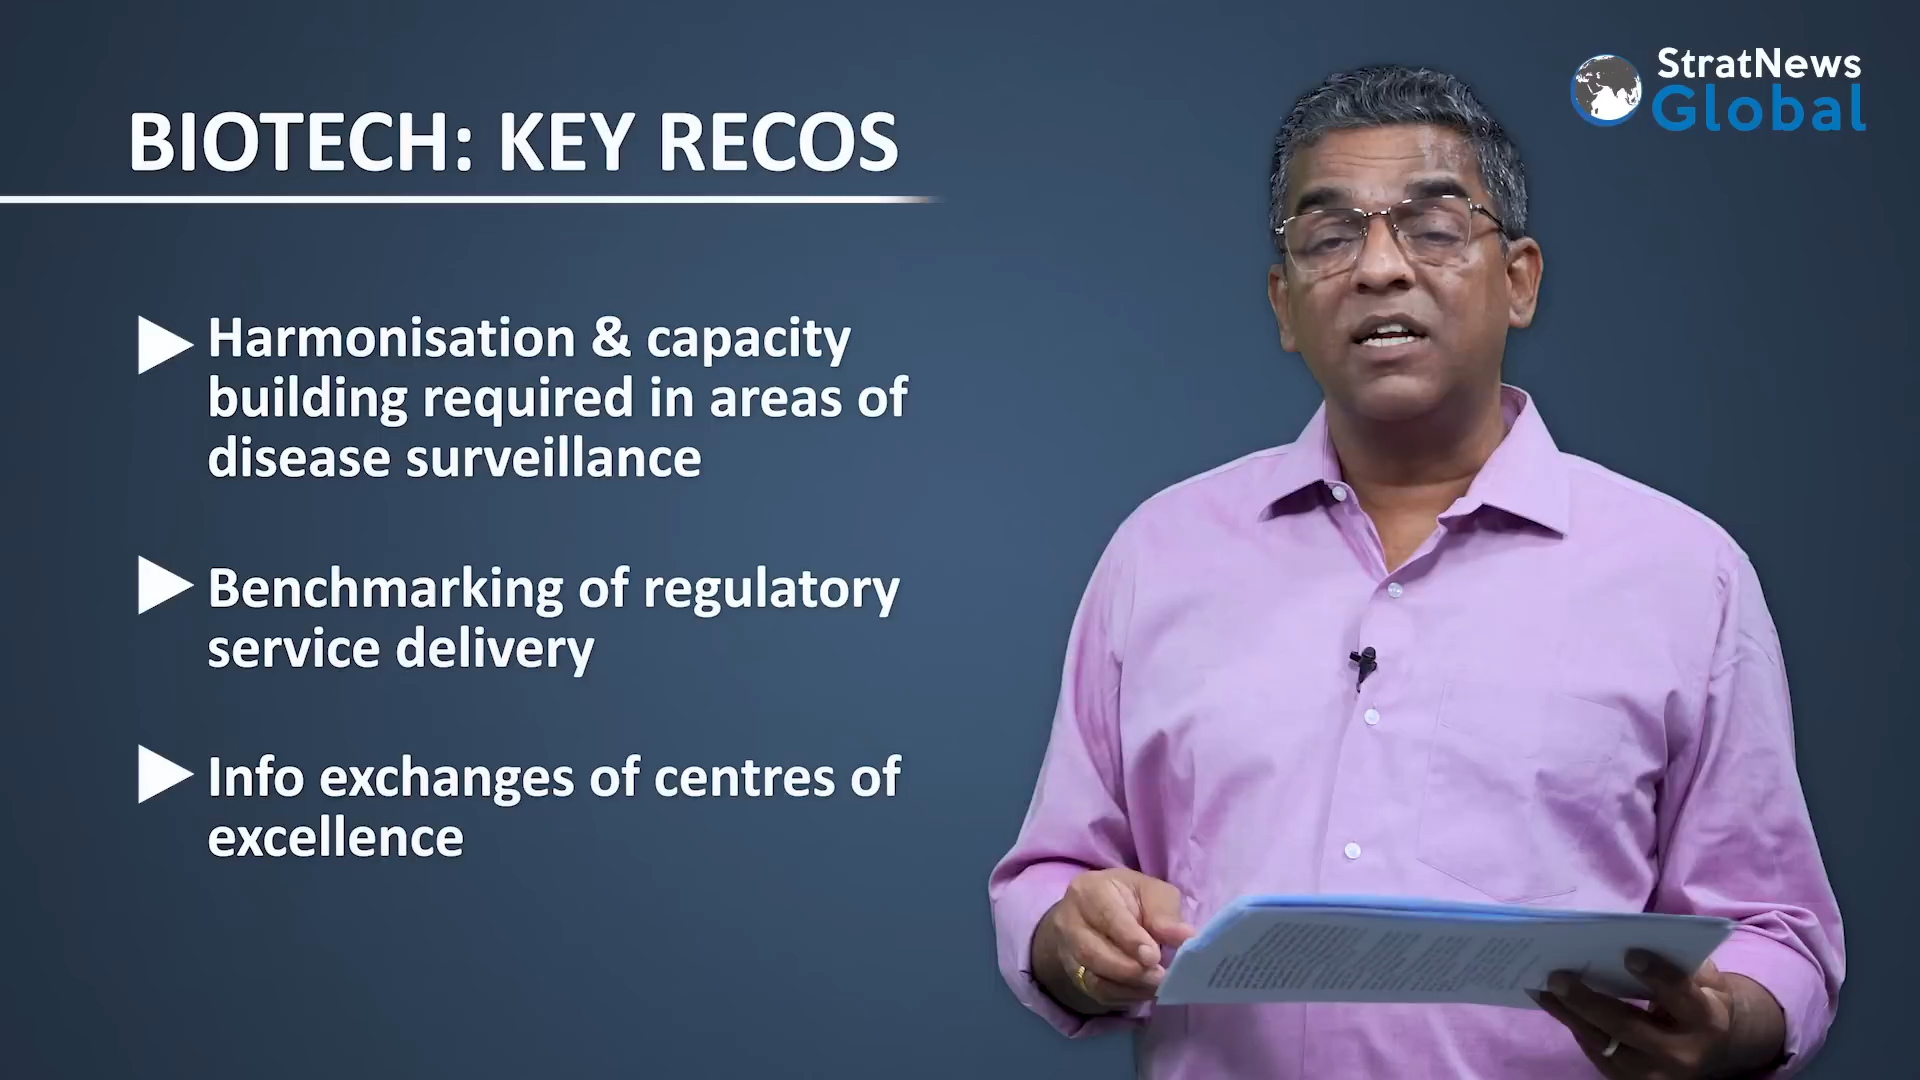 StratNews
Global
BIOTECH: KEY RECOS
Harmonisation & capacity
building required in areas of
disease surveillance
Benchmarking of regulatory
service delivery
Info exchanges of centres of
excellence